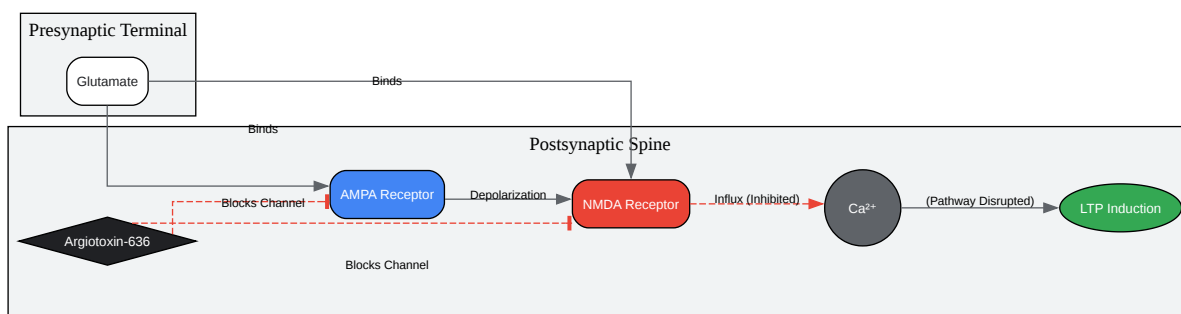 Presynaptic Terminal
Glutamate
Binds
Binds
Postsynaptic Spine
AMPA Receptor
Depolarization
NMDA Receptor
Influx (Inhibited)
Ca²⁺
(Pathway Disrupted)
LTP Induction
Blocks Channel
Argiotoxin-636
Blocks Channel